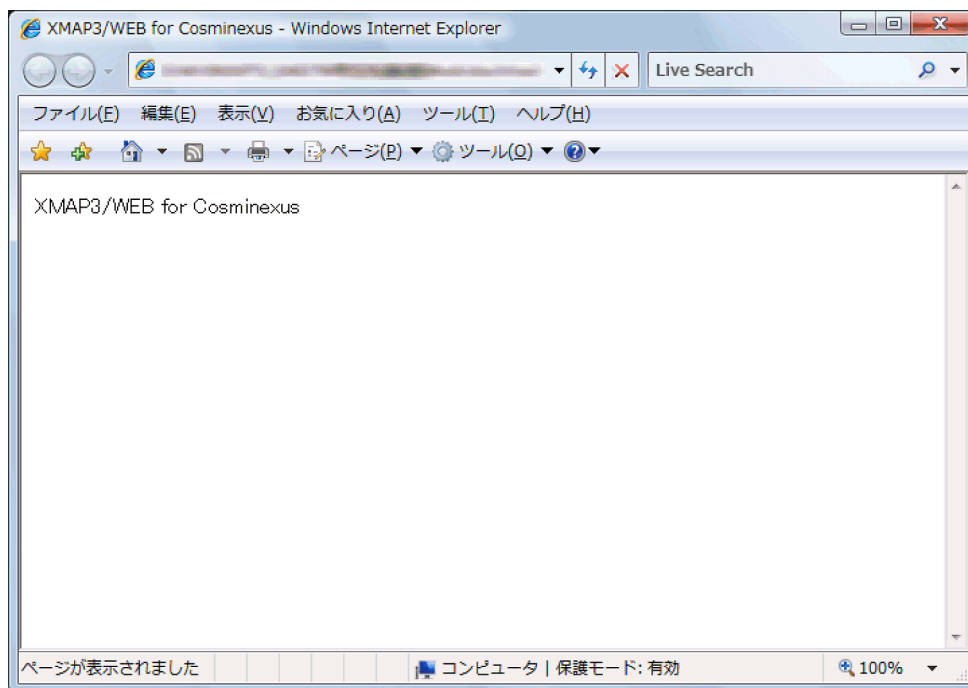 XMAP3/WEB for Cosminexus - Windows Internet Explorer
Live Search
ファイル(F) 編集(E) 表示(V) お気に入り(A) ツール(T) ヘルプ(H)
ページ(P) ツール(O)
XMAP3/WEB for Cosminexus
ページが表示されました コンピュータ | 保護モード: 有効 100%